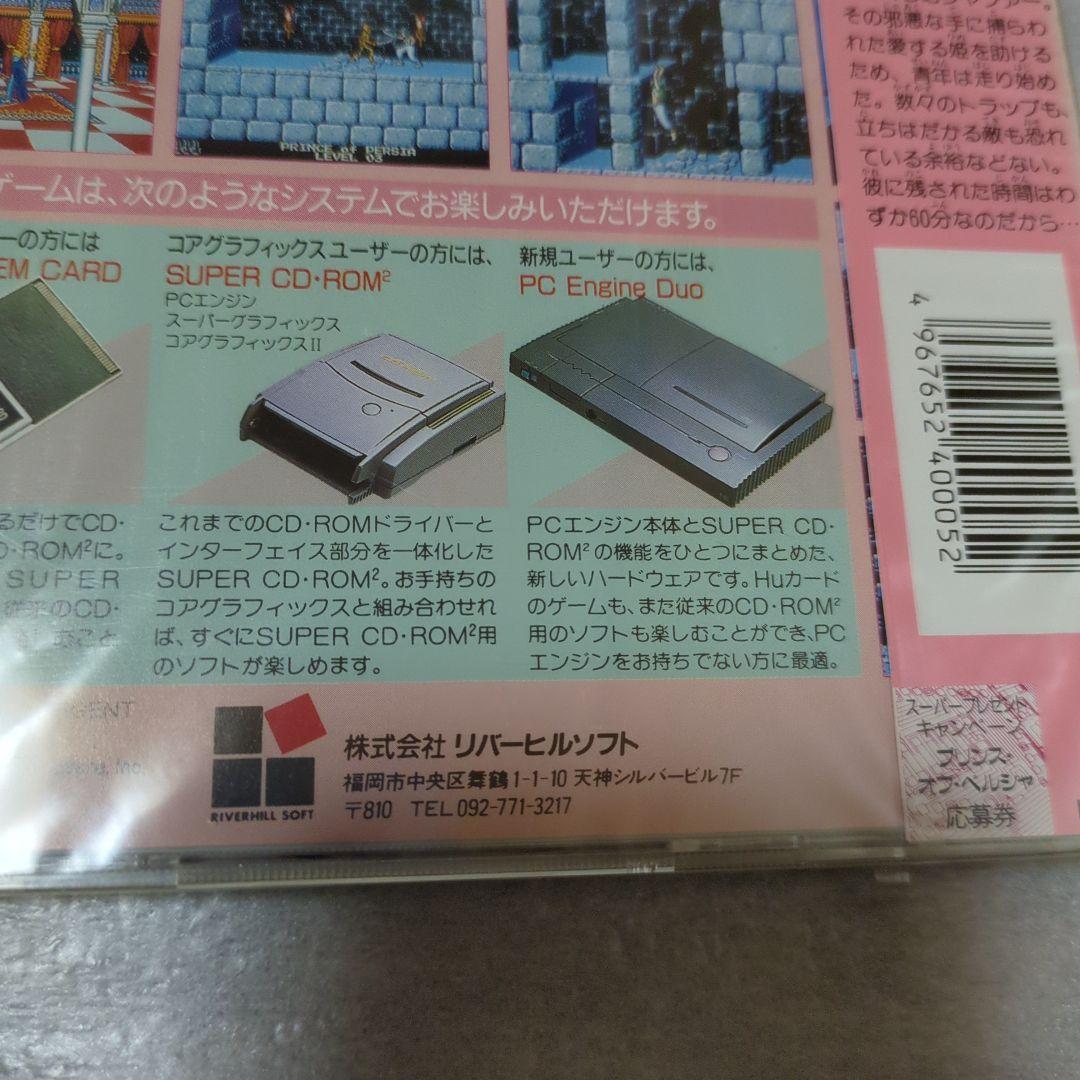 PRINCE OF PERSIA
LEVEL 03
ゲームは、次のようなシステムでお楽しみいただけます。
ーの方には
EM CARD
コアグラフィックスユーザーの方には、
SUPER CD・ROM²
PCエンジン
スーパーグラフィックス
コアグラフィックスII
新規ユーザーの方には、
PC Engine Duo
るだけでCD・
D・ROM²に。
SUPER
従来のCD・
これまでのCD・ROMドライバーと
インターフェイス部分を一体化した
SUPER CD・ROM²。お手持ちの
コアグラフィックスと組み合わせれ
ば、すぐにSUPER CD・ROM²用
のソフトが楽しめます。
PCエンジン本体とSUPER CD・
ROM²の機能をひとつにまとめた、
新しいハードウェアです。Huカード
のゲームも、また従来のCD・ROM²
用のソフトも楽しむことができ、PC
エンジンをお持ちでない方に最適。
GENT
RIVERHILL SOFT
株式会社 リバーヒルソフト
福岡市中央区舞鶴1-1-10 天神シルバービル7F
〒810 TEL 092-771-3217
その邪悪な手に捕らわ
れた愛する姫を助ける
ため、青年は走り始め
た。数々のトラップも、
立ちはだかる敵も恐れ
ている余裕などない。
彼に残された時間はわ
ずか60分なのだから…
4 967652 400052
スーパープレゼント
キャンペーン
プリンス・
オブ・ペルシャ
応募券